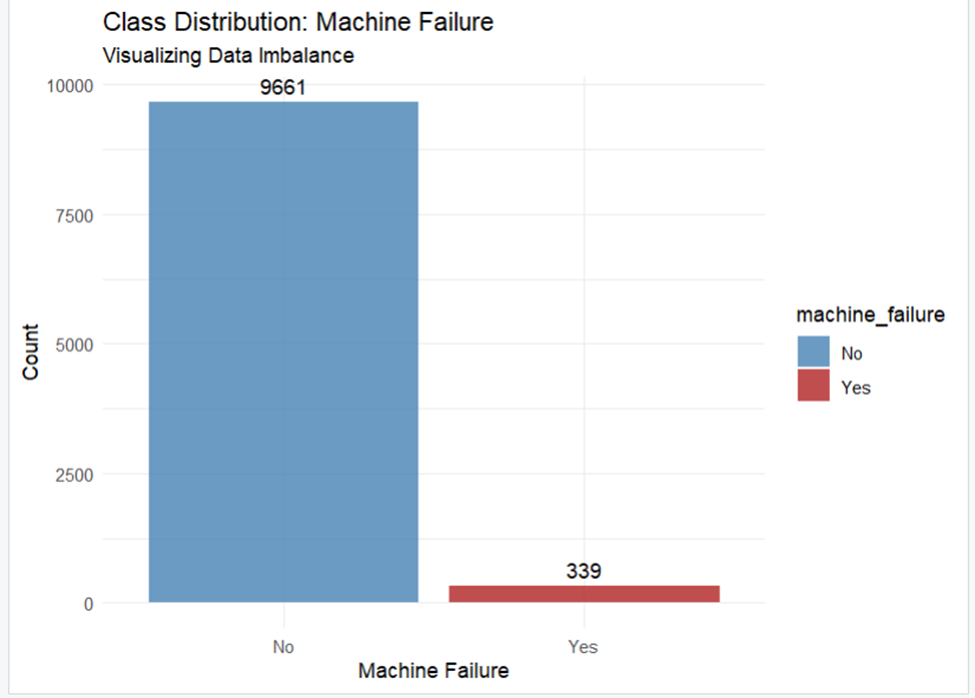 Class Distribution: Machine Failure
Visualizing Data Imbalance
10000
7500
5000
2500
0
Count
9661
339
No
Yes
Machine Failure
machine_failure
No
Yes